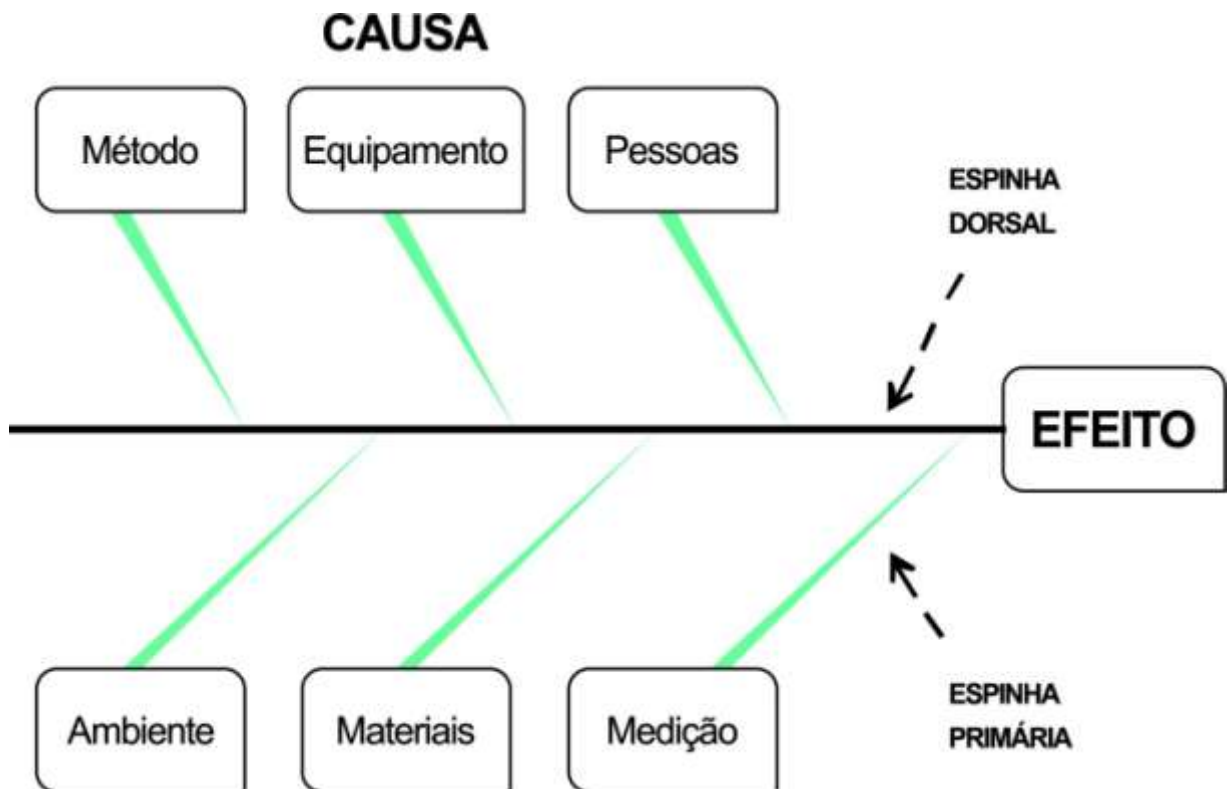 CAUSA
Método
Equipamento
Pessoas
ESPINHA
DORSAL
EFEITO
Ambiente
Materiais
Medição
ESPINHA
PRIMÁRIA